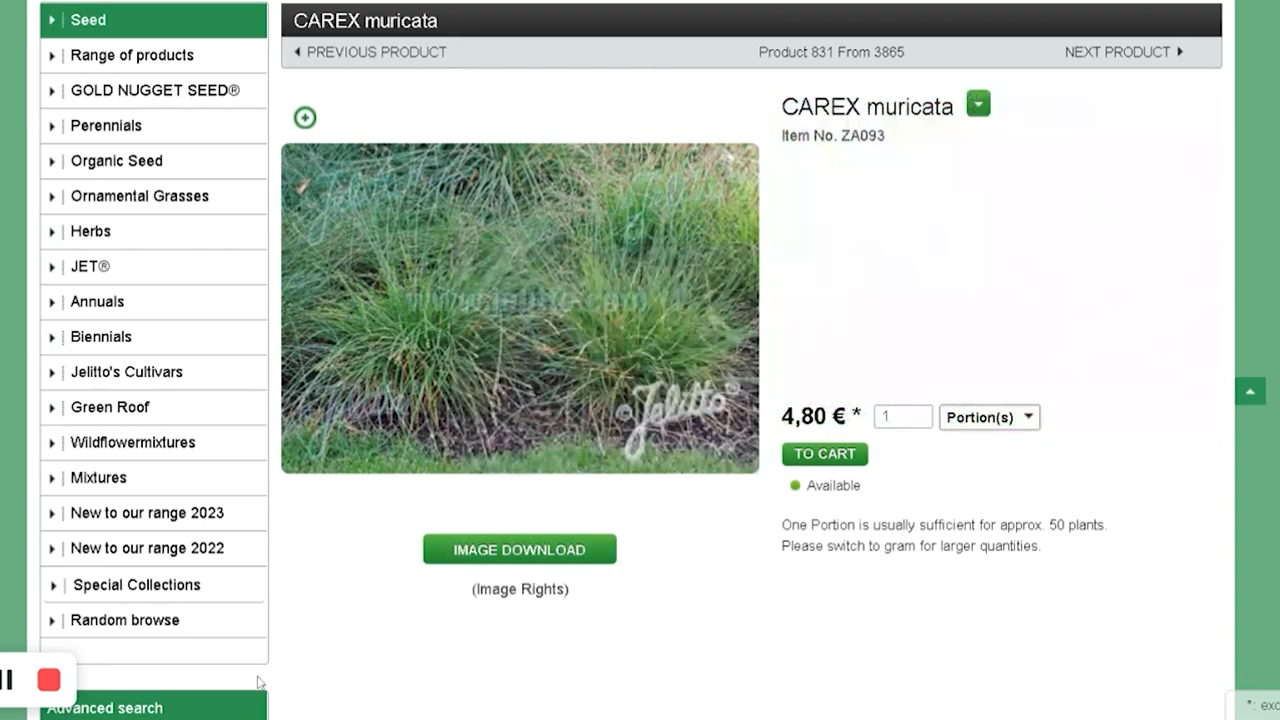 Seed
Range of products
GOLD NUGGET SEED®
Perennials
Organic Seed
Ornamental Grasses
Herbs
JET®
Annuals
Biennials
Jelitto's Cultivars
Green Roof
Wildflowermixtures
Mixtures
New to our range 2023
New to our range 2022
Special Collections
Random browse
Advanced search
CAREX muricata
PREVIOUS PRODUCT
Product 831 From 3865
NEXT PRODUCT
www.jelitto.com
© Jelitto
IMAGE DOWNLOAD
(Image Rights)
CAREX muricata
Item No. ZA093
4,80 € * 1 Portion(s)
TO CART
Available
One Portion is usually sufficient for approx. 50 plants.
Please switch to gram for larger quantities.